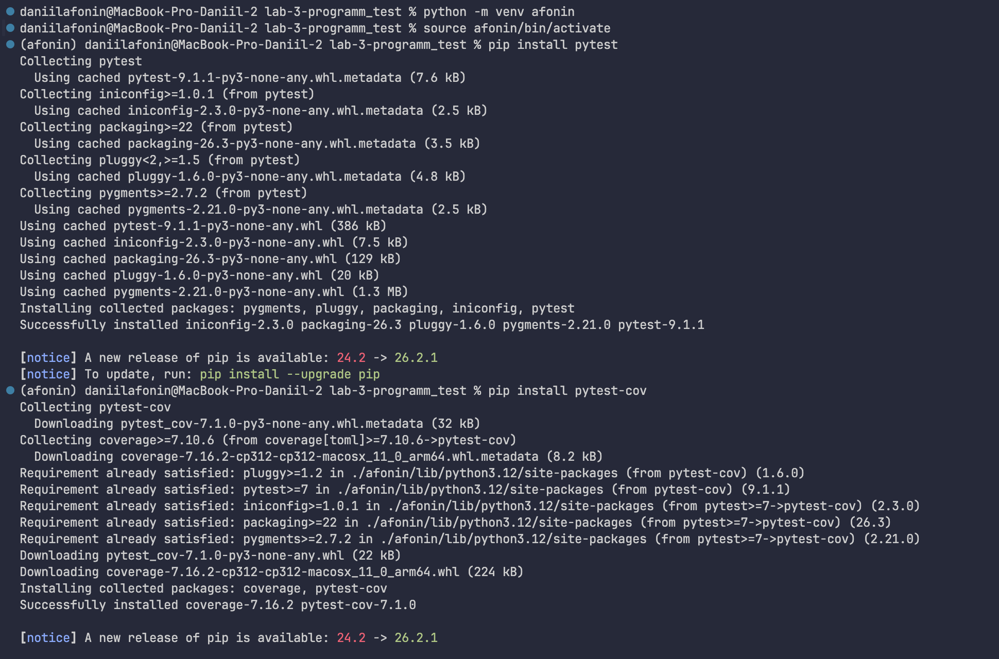 daniilafonin@MacBook-Pro-Daniil-2 lab-3-programm_test % python -m venv afonin
daniilafonin@MacBook-Pro-Daniil-2 lab-3-programm_test % source afonin/bin/activate
(afonin) daniilafonin@MacBook-Pro-Daniil-2 lab-3-programm_test % pip install pytest
Collecting pytest
  Using cached pytest-9.1.1-py3-none-any.whl.metadata (7.6 kB)
Collecting iniconfig>=1.0.1 (from pytest)
  Using cached iniconfig-2.3.0-py3-none-any.whl.metadata (2.5 kB)
Collecting packaging>=22 (from pytest)
  Using cached packaging-26.3-py3-none-any.whl.metadata (3.5 kB)
Collecting pluggy<2,>=1.5 (from pytest)
  Using cached pluggy-1.6.0-py3-none-any.whl.metadata (4.8 kB)
Collecting pygments>=2.7.2 (from pytest)
  Using cached pygments-2.21.0-py3-none-any.whl.metadata (2.5 kB)
Using cached pytest-9.1.1-py3-none-any.whl (386 kB)
Using cached iniconfig-2.3.0-py3-none-any.whl (7.5 kB)
Using cached packaging-26.3-py3-none-any.whl (129 kB)
Using cached pluggy-1.6.0-py3-none-any.whl (20 kB)
Using cached pygments-2.21.0-py3-none-any.whl (1.3 MB)
Installing collected packages: pygments, pluggy, packaging, iniconfig, pytest
Successfully installed iniconfig-2.3.0 packaging-26.3 pluggy-1.6.0 pygments-2.21.0 pytest-9.1.1

[notice] A new release of pip is available: 24.2 -> 26.2.1
[notice] To update, run: pip install --upgrade pip
(afonin) daniilafonin@MacBook-Pro-Daniil-2 lab-3-programm_test % pip install pytest-cov
Collecting pytest-cov
  Downloading pytest_cov-7.1.0-py3-none-any.whl.metadata (32 kB)
Collecting coverage>=7.10.6 (from coverage[toml]>=7.10.6->pytest-cov)
  Downloading coverage-7.16.2-cp312-cp312-macosx_11_0_arm64.whl.metadata (8.2 kB)
Requirement already satisfied: pluggy>=1.2 in ./afonin/lib/python3.12/site-packages (from pytest-cov) (1.6.0)
Requirement already satisfied: pytest>=7 in ./afonin/lib/python3.12/site-packages (from pytest-cov) (9.1.1)
Requirement already satisfied: iniconfig>=1.0.1 in ./afonin/lib/python3.12/site-packages (from pytest>=7->pytest-cov) (2.3.0)
Requirement already satisfied: packaging>=22 in ./afonin/lib/python3.12/site-packages (from pytest>=7->pytest-cov) (26.3)
Requirement already satisfied: pygments>=2.7.2 in ./afonin/lib/python3.12/site-packages (from pytest>=7->pytest-cov) (2.21.0)
Downloading pytest_cov-7.1.0-py3-none-any.whl (22 kB)
Downloading coverage-7.16.2-cp312-cp312-macosx_11_0_arm64.whl (224 kB)
Installing collected packages: coverage, pytest-cov
Successfully installed coverage-7.16.2 pytest-cov-7.1.0

[notice] A new release of pip is available: 24.2 -> 26.2.1